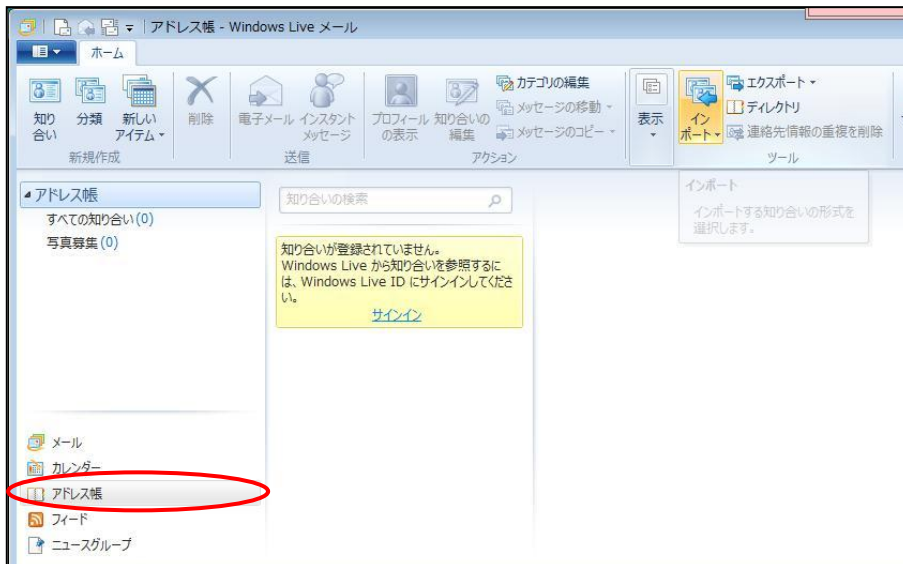 アドレス帳 - Windows Live メール
ホーム
知り合い
分類
新しいアイテム
削除
電子メール
インスタント メッセージ
プロフィールの表示
知り合いの編集
カテゴリの編集
メッセージの移動
メッセージのコピー
表示
インポート
エクスポート
ディレクトリ
連絡先情報の重複を削除
新規作成
送信
アクション
ツール
インポート
インポートする知り合いの形式を
選択します。
アドレス帳
すべての知り合い (0)
写真募集 (0)
知り合いの検索
知り合いが登録されていません。
Windows Live から知り合いを参照するに
は、Windows Live ID にサインインしてくださ
い。
サインイン
メール
カレンダー
アドレス帳
フィード
ニュースグループ